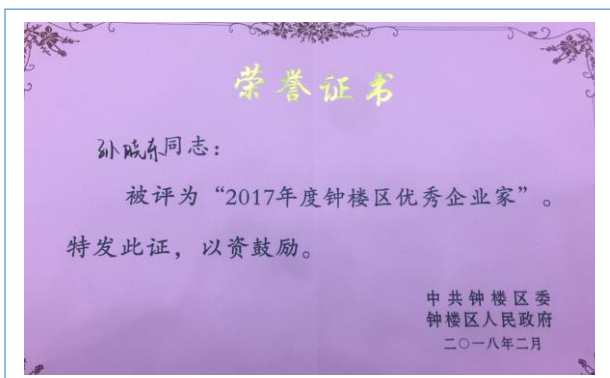 荣誉证书
孙晓东同志：
被评为“2017年度钟楼区优秀企业家”。
特发此证，以资鼓励。
中共钟楼区委
钟楼区人民政府
二〇一八年二月